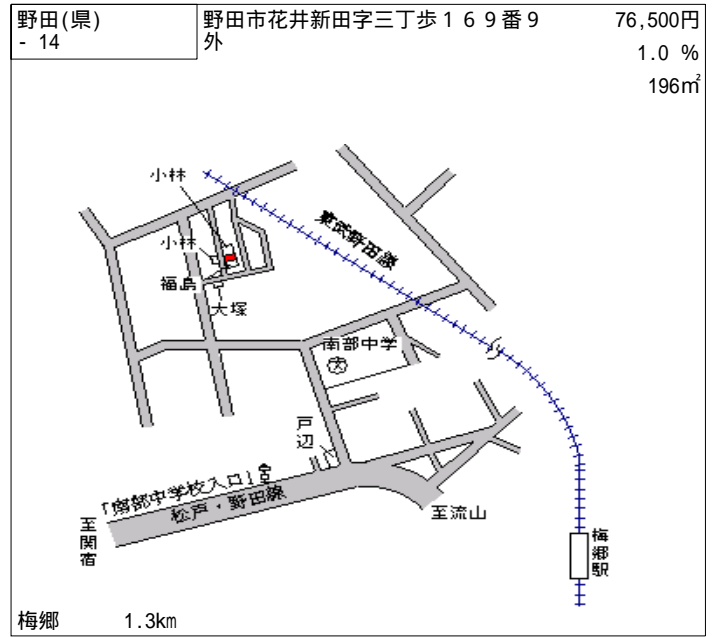 野田(県)
- 14
野田市花井新田字三丁歩１６９番９
外
76,500円
1.0 %
196㎡
小林
東武野田線
小林
福島
大塚
南部中学
文
戸辺
「南部中学校入口」
松戸・野田線
至関宿
至流山
梅郷駅
梅郷 1.3km